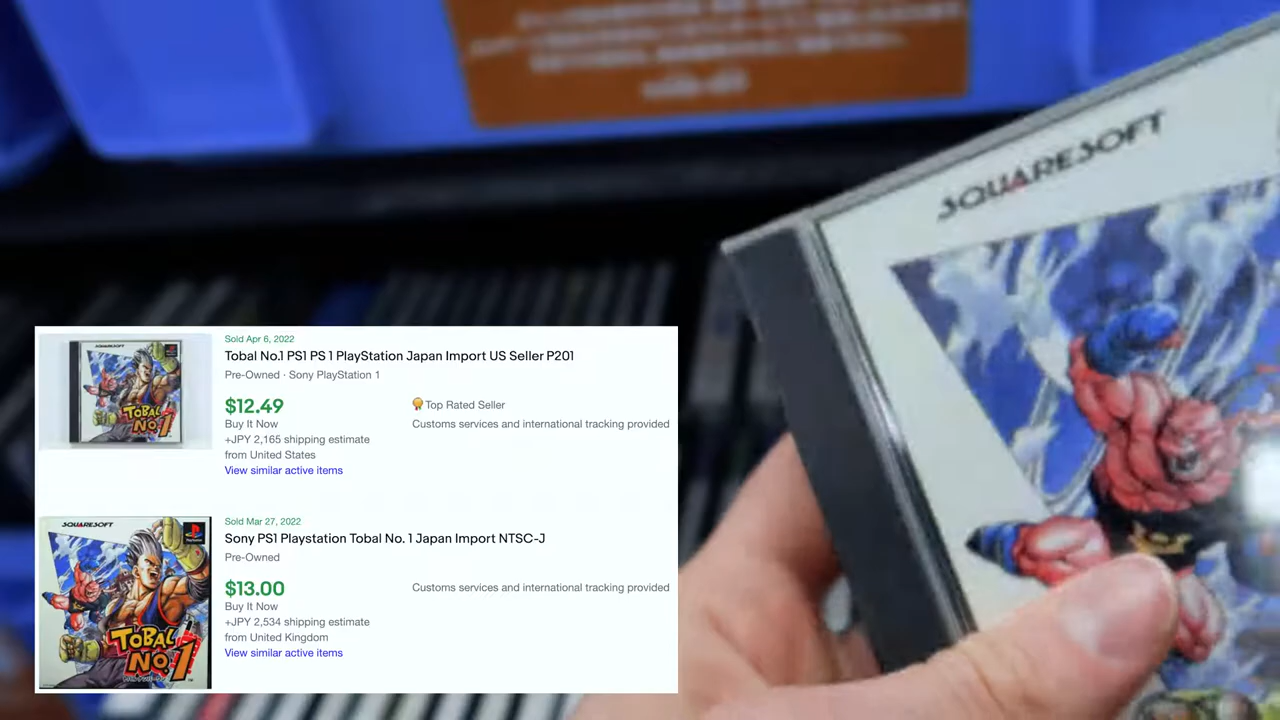 SQUARESOFT
SQUARESOFT
TOBAL
NO.1
Sold Apr 6, 2022
Tobal No.1 PS1 PS 1 PlayStation Japan Import US Seller P201
Pre-Owned · Sony PlayStation 1
$12.49
Top Rated Seller
Buy It Now
Customs services and international tracking provided
+JPY 2,165 shipping estimate
from United States
View similar active items
SQUARESOFT
PlayStation
TOBAL
NO.1
Sold Mar 27, 2022
Sony PS1 Playstation Tobal No. 1 Japan Import NTSC-J
Pre-Owned
$13.00
Customs services and international tracking provided
Buy It Now
+JPY 2,534 shipping estimate
from United Kingdom
View similar active items